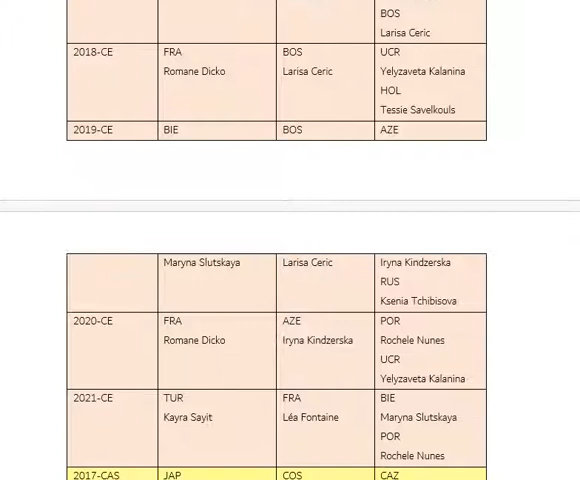 BOS
Larisa Ceric
2018-CE FRA BOS UCR
Romane Dicko Larisa Ceric Yelyzaveta Kalanina
HOL
Tessie Savelkouls
2019-CE BIE BOS AZE
Maryna Slutskaya Larisa Ceric Iryna Kindzerska
RUS
Ksenia Tchibisova
2020-CE FRA AZE POR
Romane Dicko Iryna Kindzerska Rochele Nunes
UCR
Yelyzaveta Kalanina
2021-CE TUR FRA BIE
Kayra Sayit Léa Fontaine Maryna Slutskaya
POR
Rochele Nunes
2017-CAS JAP COS CAZ